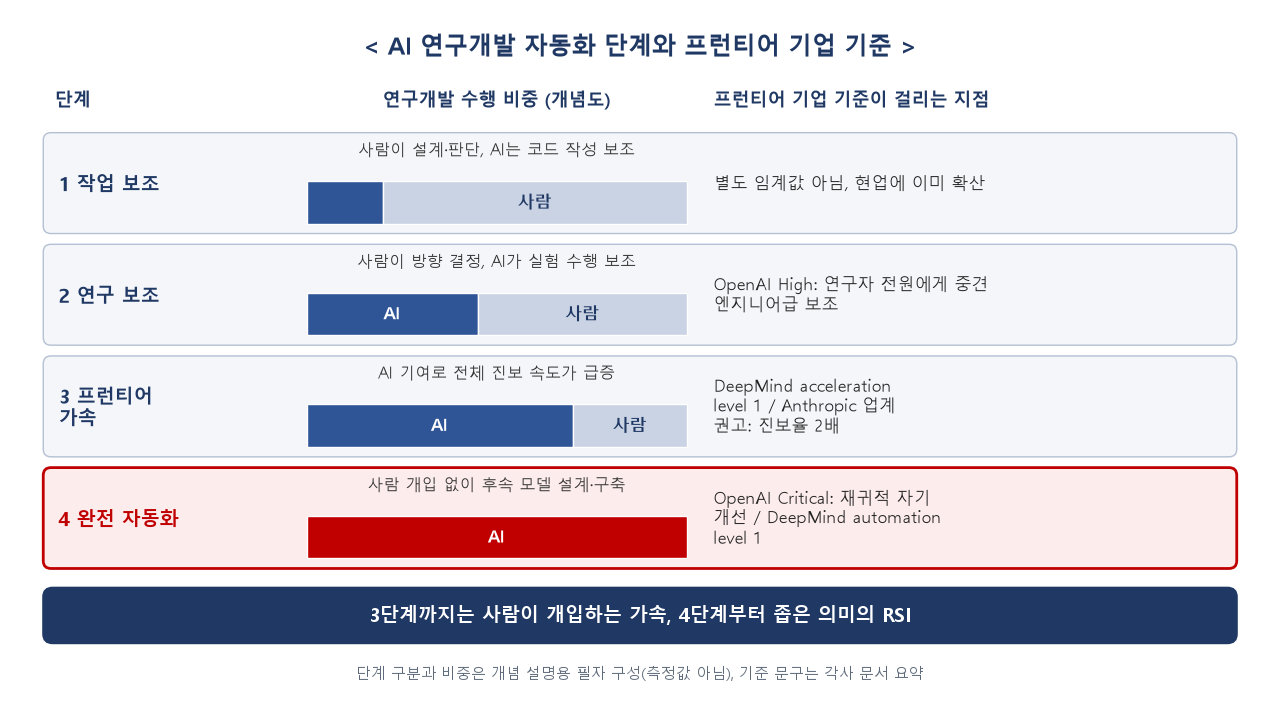 < AI 연구개발 자동화 단계와 프런티어 기업 기준 >
단계
연구개발 수행 비중 (개념도)
프런티어 기업 기준이 걸리는 지점
1 작업 보조
사람이 설계·판단, AI는 코드 작성 보조
사람
별도 임계값 아님, 현업에 이미 확산
2 연구 보조
사람이 방향 결정, AI가 실험 수행 보조
AI
사람
OpenAI High: 연구자 전원에게 중견
엔지니어급 보조
3 프런티어
가속
AI 기여로 전체 진보 속도가 급증
AI
사람
DeepMind acceleration
level 1 / Anthropic 업계
권고: 진보율 2배
4 완전 자동화
사람 개입 없이 후속 모델 설계·구축
AI
OpenAI Critical: 재귀적 자기
개선 / DeepMind automation
level 1
3단계까지는 사람이 개입하는 가속, 4단계부터 좁은 의미의 RSI
단계 구분과 비중은 개념 설명용 필자 구성(측정값 아님), 기준 문구는 각사 문서 요약